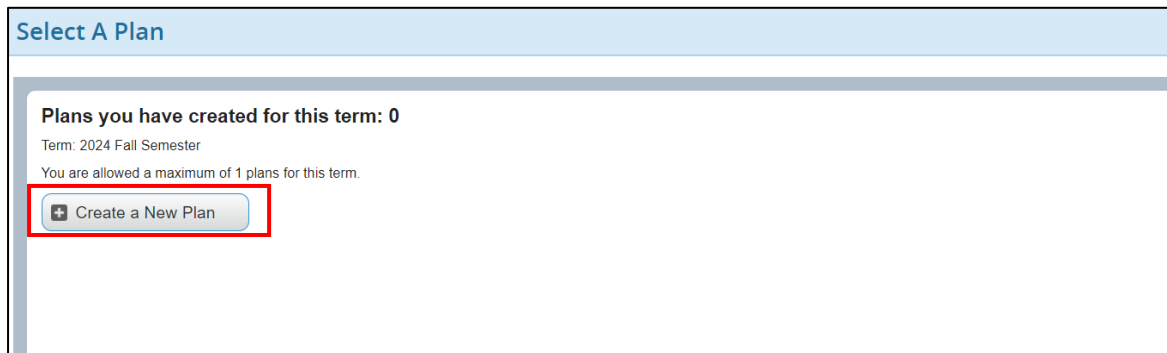 Select A Plan
Plans you have created for this term: 0
Term: 2024 Fall Semester
You are allowed a maximum of 1 plans for this term.
Create a New Plan